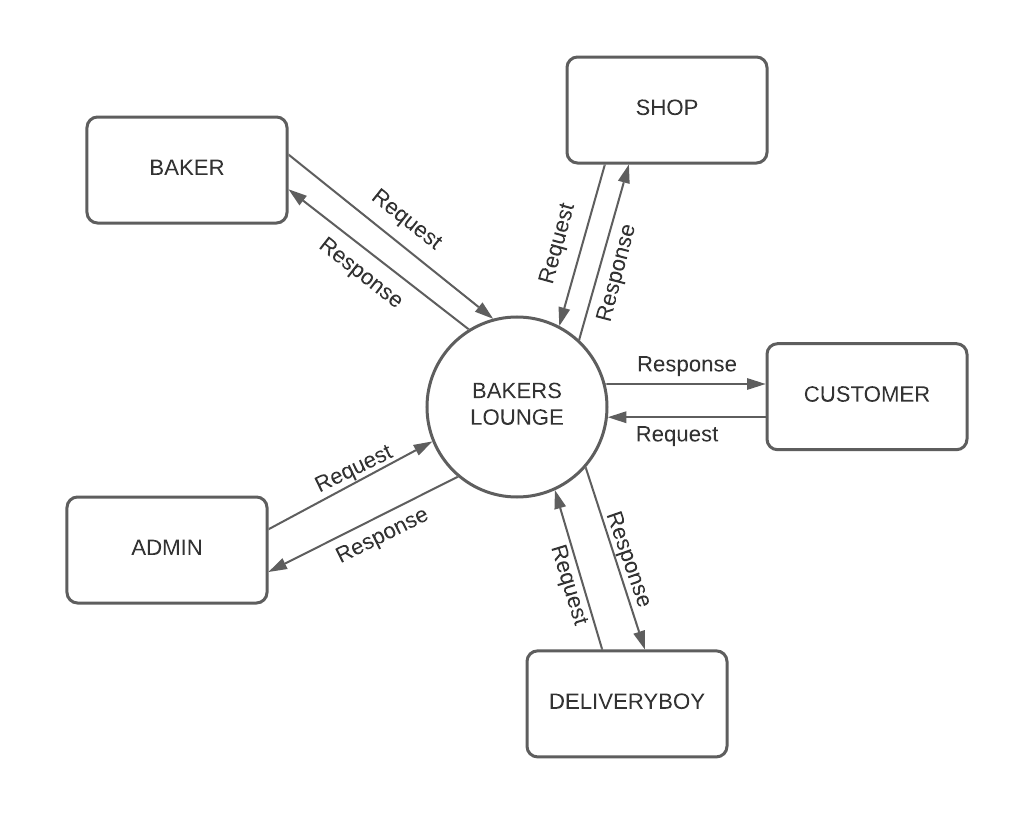 SHOP
BAKER
Request
Response
Request
Response
BAKERS
LOUNGE
Response
Request
CUSTOMER
Request
Response
ADMIN
Request
Response
DELIVERYBOY